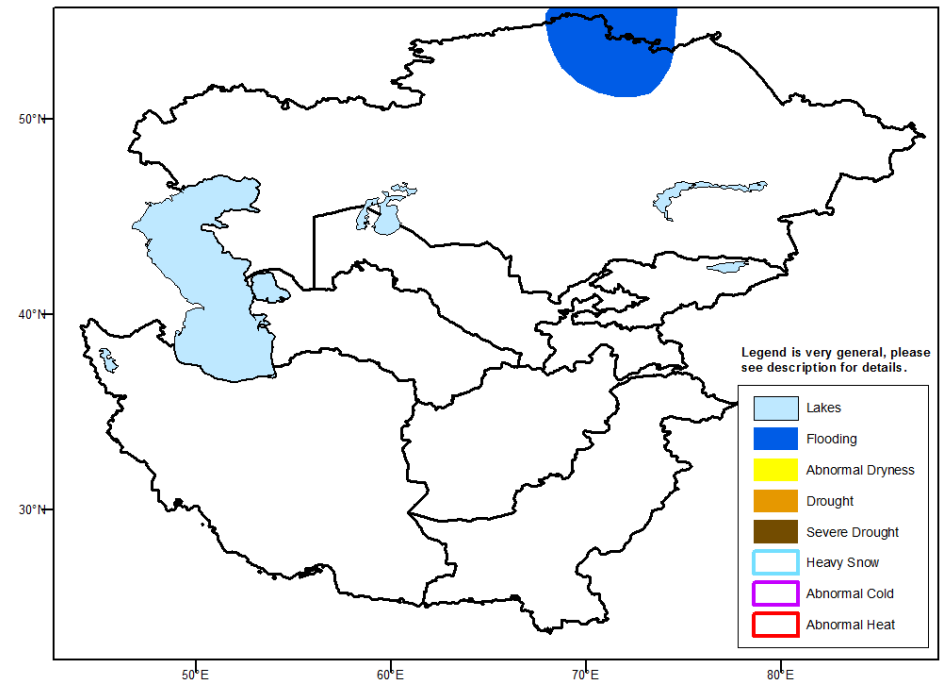 50°N
40°N
30°N
50°E
60°E
70°E
80°E
Legend is very general, please
see description for details.
Lakes
Flooding
Abnormal Dryness
Drought
Severe Drought
Heavy Snow
Abnormal Cold
Abnormal Heat